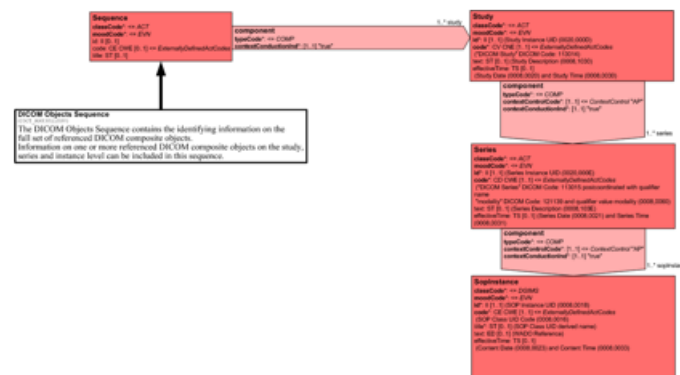 Sequence
classCode*: <= ACT
moodCode*: <= EVN
id: II [0..1]
code: CE CWE [0..1] <= ExternallyDefinedActCodes
title: ST [0..1]
component
typeCode*: <= COMP
contextConductionInd: [1..1] "true"
1..* study
Study
classCode*: <= ACT
moodCode*: <= EVN
id*: II [1..1] (Study Instance UID (0020,000D)
code*: CV CNE [1..1] <= ExternallyDefinedActCodes
("DICOM Study" DICOM Code: 113014)
text: ST [0..1] (Study Description (0008,1030)
effectiveTime: TS [0..1]
(Study Date (0008,0020) and Study Time (0008,0030)
DICOM Objects Sequence
The DICOM Objects Sequence contains the identifying information on the
full set of referenced DICOM composite objects.
Information on one or more referenced DICOM composite objects on the study,
series and instance level can be included in this sequence.
component
typeCode*: <= COMP
contextControlCode*: [1..1] <= ContextControl "AP"
contextConductionInd*: [1..1] "true"
1..* series
Series
classCode*: <= ACT
moodCode*: <= EVN
id*: II [1..1] (Series Instance UID (0020,000E)
code*: CD CWE [1..1] <= ExternallyDefinedActCodes
("DICOM Series" DICOM Code: 113015 postcoordinated with qualifier
name
"modality" DICOM Code: 121139 and qualifier value modality (0008,0060)
text: ST [0..1] (Series Description (0008,103E)
effectiveTime: TS [0..1] (Series Date (0008,0021) and Series Time
(0008,0031)
component
typeCode*: <= COMP
contextControlCode*: [1..1] <= ContextControl "AP"
contextConductionInd*: [1..1] "true"
1..* sopInsta
SopInstance
classCode*: <= DGIMG
moodCode*: <= EVN
id*: II [1..1] (SOP Instance UID (0008,0018)
code*: CE CWE [1..1] <= ExternallyDefinedActCodes
(SOP Class UID Code (0008,0016)
title*: ST [0..1] (SOP Class UID derived name)
text: ED [0..1] (WADO Reference)
effectiveTime: TS [0..1]
(Content Date (0008,0023) and Content Time (0008,0033)